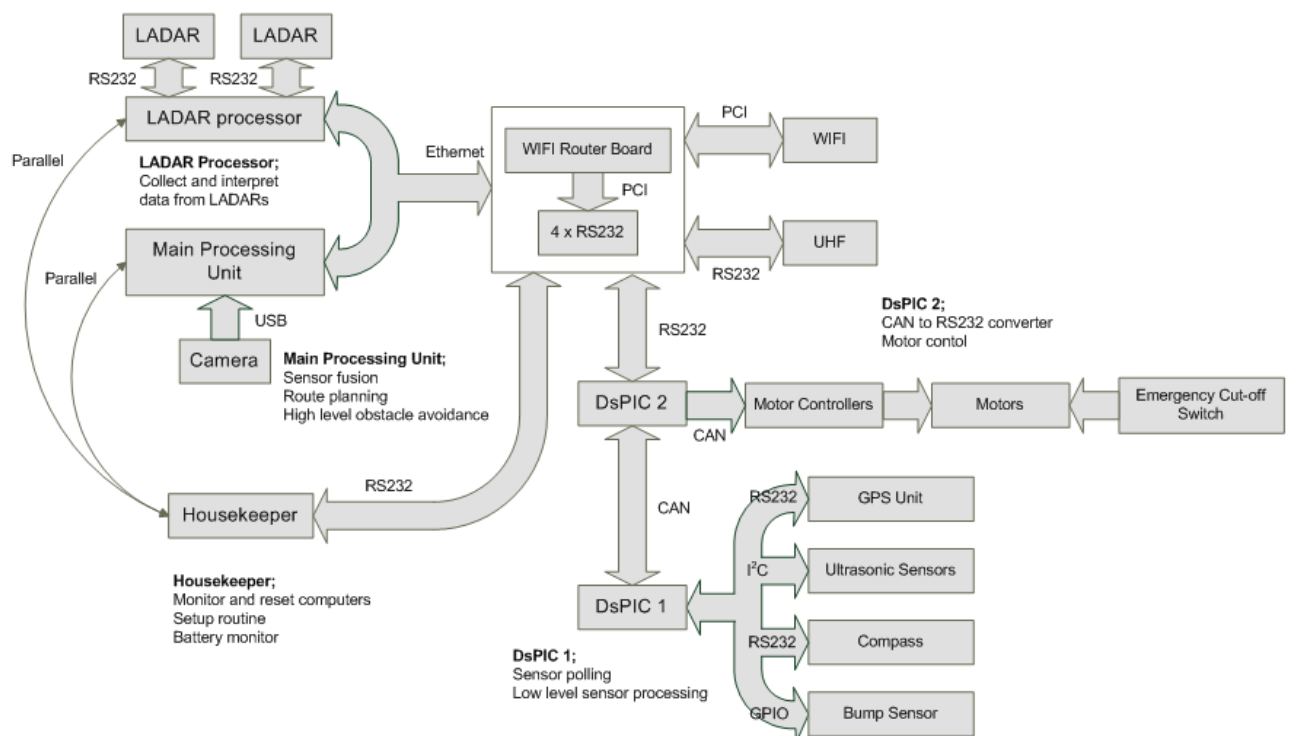 LADAR
LADAR
RS232
RS232
LADAR processor
Parallel
LADAR Processor;
Collect and interpret
data from LADARs
Ethernet
WIFI Router Board
PCI
4 x RS232
PCI
WIFI
UHF
RS232
Main Processing
Unit
Parallel
USB
Camera
Main Processing Unit;
Sensor fusion
Route planning
High level obstacle avoidance
RS232
DsPIC 2;
CAN to RS232 converter
Motor contol
DsPIC 2
CAN
Motor Controllers
Motors
Emergency Cut-off
Switch
RS232
Housekeeper
CAN
Housekeeper;
Monitor and reset computers
Setup routine
Battery monitor
DsPIC 1
DsPIC 1;
Sensor polling
Low level sensor processing
RS232
GPS Unit
I²C
Ultrasonic Sensors
RS232
Compass
GPIO
Bump Sensor